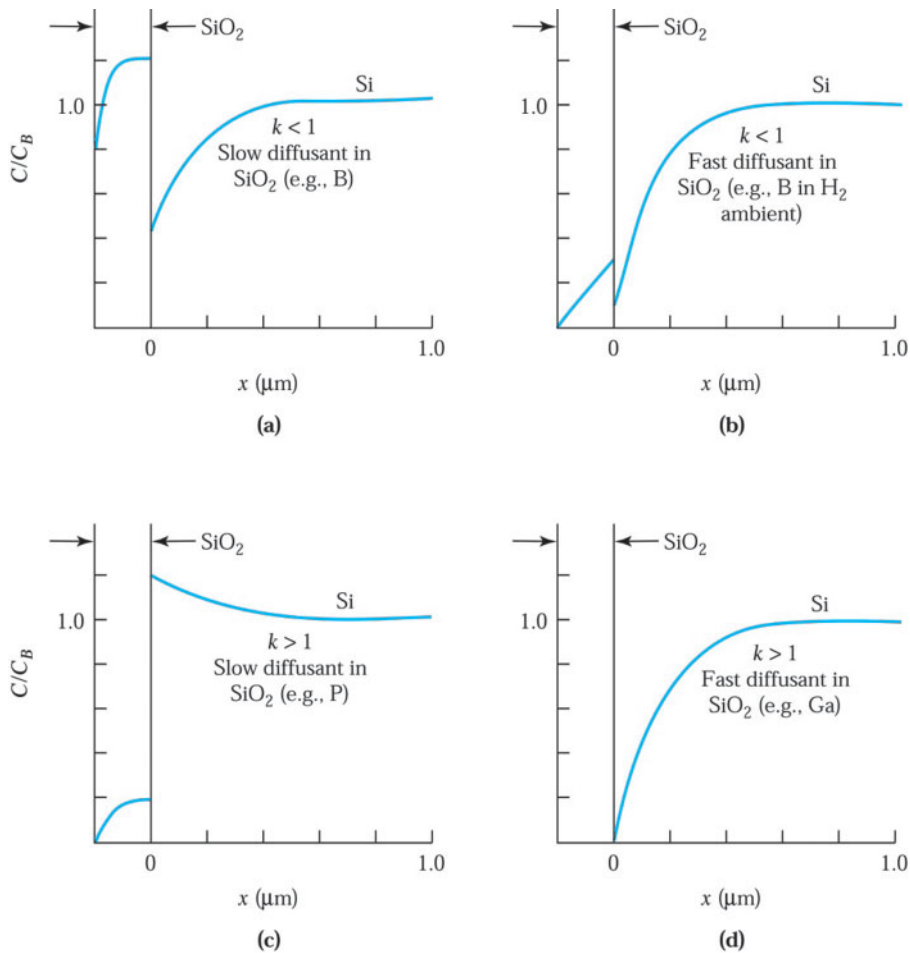 SiO₂
Si
1.0
k < 1
Slow diffusant in
SiO₂ (e.g., B)
C/C_B
0
1.0
x (μm)
(a)
SiO₂
Si
1.0
k < 1
Fast diffusant in
SiO₂ (e.g., B in H₂
ambient)
0
1.0
x (μm)
(b)
SiO₂
Si
1.0
k > 1
Slow diffusant in
SiO₂ (e.g., P)
C/C_B
0
1.0
x (μm)
(c)
SiO₂
Si
1.0
k > 1
Fast diffusant in
SiO₂ (e.g., Ga)
0
1.0
x (μm)
(d)